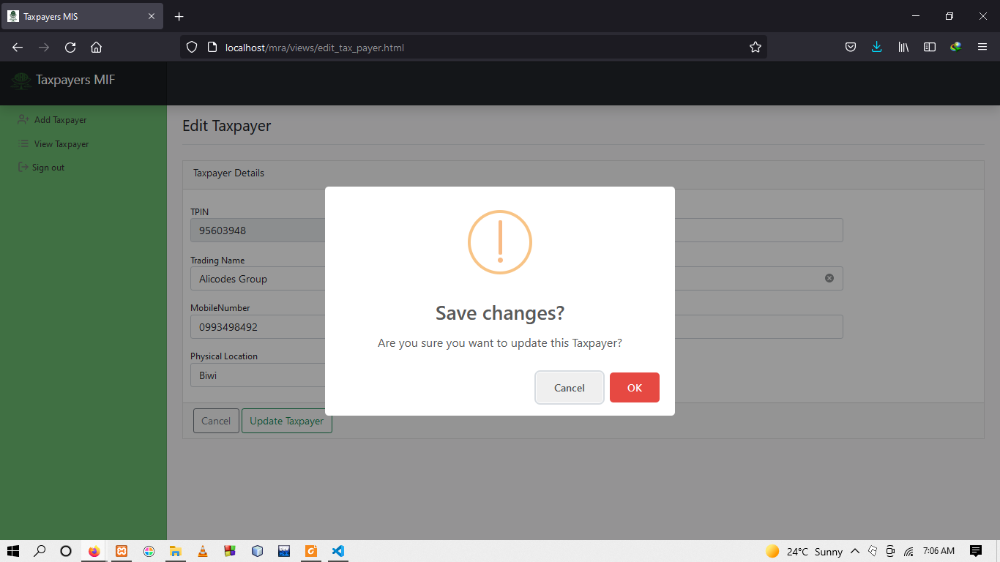 Taxpayers MIS
localhost/mra/views/edit_tax_payer.html
Taxpayers MIF
Add Taxpayer
View Taxpayer
Sign out
Edit Taxpayer
Taxpayer Details
TPIN
95603948
Trading Name
Alicodes Group
MobileNumber
0993498492
Physical Location
Biwi
Cancel Update Taxpayer
Save changes?
Are you sure you want to update this Taxpayer?
Cancel OK
24°C Sunny 7:06 AM